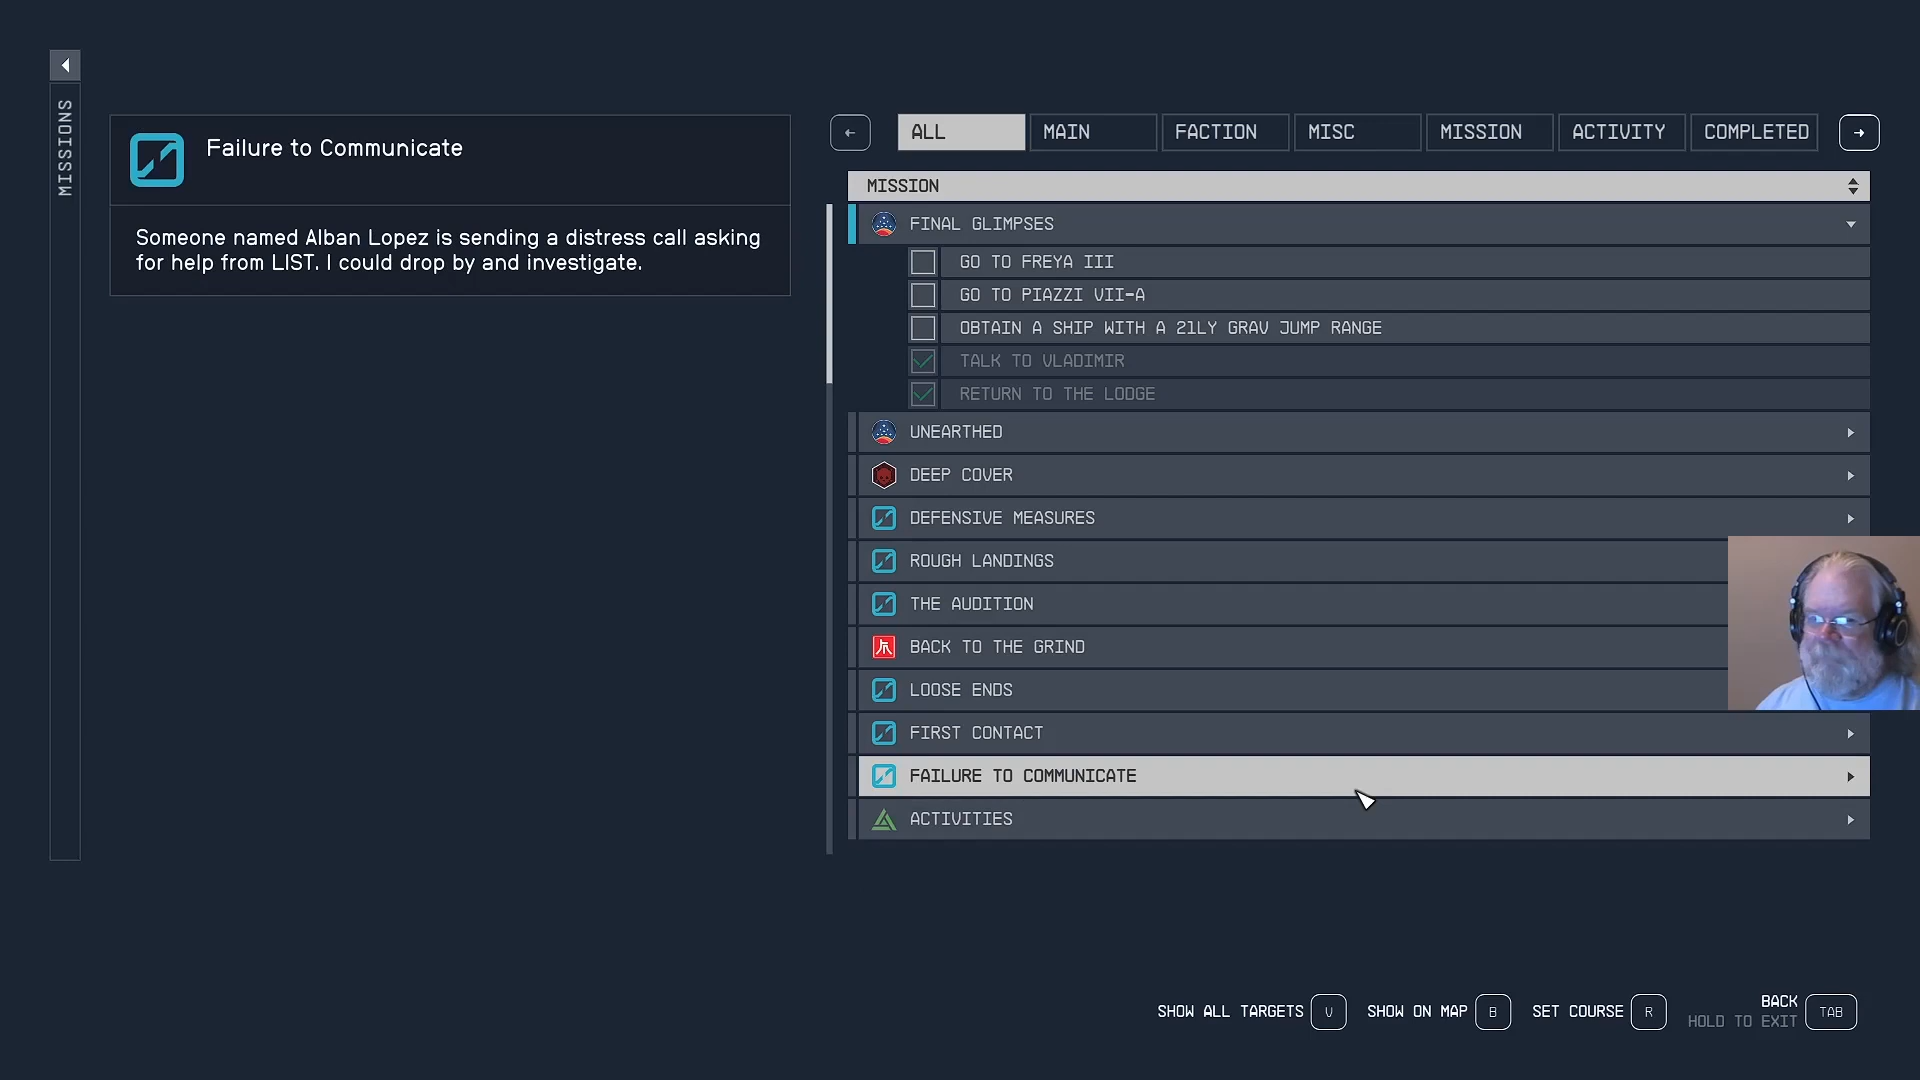 MISSIONS
Failure to Communicate
Someone named Alban Lopez is sending a distress call asking
for help from LIST. I could drop by and investigate.
ALL
MAIN
FACTION
MISC
MISSION
ACTIVITY
COMPLETED
MISSION
FINAL GLIMPSES
GO TO FREYA III
GO TO PIAZZI VII-A
OBTAIN A SHIP WITH A 21LY GRAV JUMP RANGE
TALK TO VLADIMIR
RETURN TO THE LODGE
UNEARTHED
DEEP COVER
DEFENSIVE MEASURES
ROUGH LANDINGS
THE AUDITION
BACK TO THE GRIND
LOOSE ENDS
FIRST CONTACT
FAILURE TO COMMUNICATE
ACTIVITIES
SHOW ALL TARGETS V
SHOW ON MAP B
SET COURSE R
BACK
HOLD TO EXIT
TAB